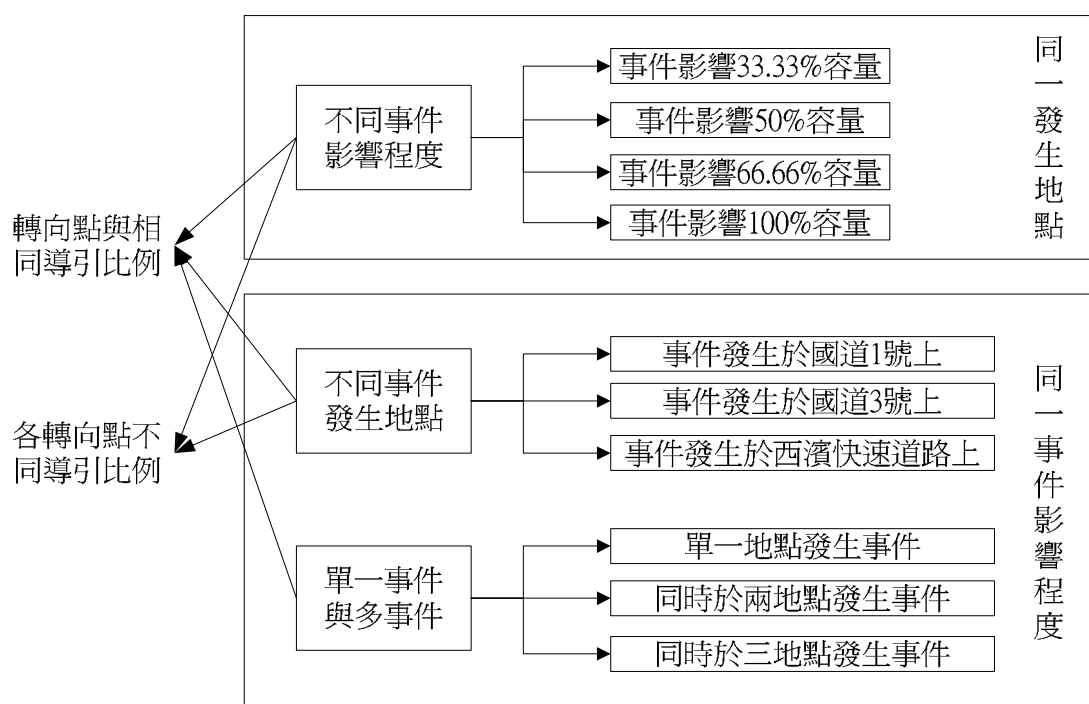 轉向點與相
同導引比例
各轉向點不
同導引比例
不同事件
影響程度
事件影響33.33%容量
事件影響50%容量
事件影響66.66%容量
事件影響100%容量
同一發生地點
不同事件
發生地點
事件發生於國道1號上
事件發生於國道3號上
事件發生於西濱快速道路上
單一事件
與多事件
單一地點發生事件
同時於兩地點發生事件
同時於三地點發生事件
同一事件影響程度